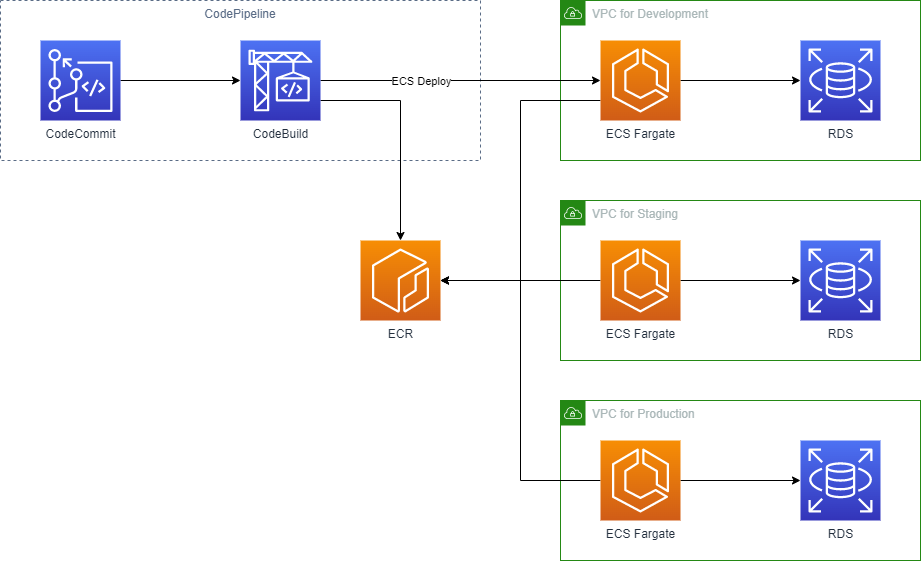 CodePipeline
CodeCommit
CodeBuild
ECS Deploy
VPC for Development
ECS Fargate
RDS
ECR
VPC for Staging
ECS Fargate
RDS
VPC for Production
ECS Fargate
RDS